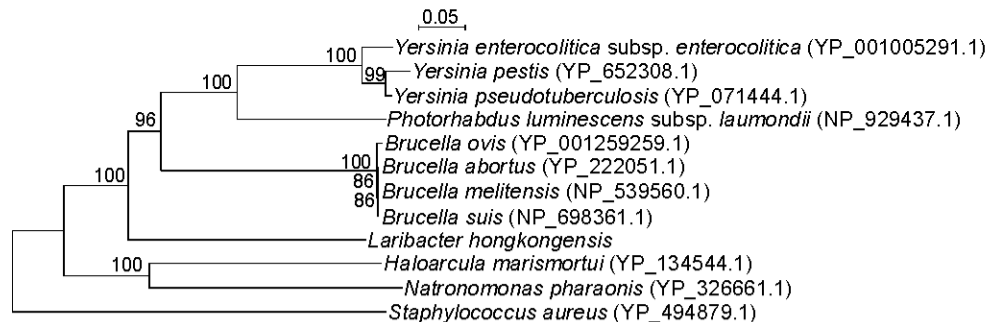 0.05
100 Yersinia enterocolitica subsp. enterocolitica (YP_001005291.1)
99 Yersinia pestis (YP_652308.1)
100
Yersinia pseudotuberculosis (YP_071444.1)
96 Photorhabdus luminescens subsp. laumondii (NP_929437.1)
Brucella ovis (YP_001259259.1)
100 Brucella abortus (YP_222051.1)
100 86 Brucella melitensis (NP_539560.1)
86 Brucella suis (NP_698361.1)
Laribacter hongkongensis
100 Haloarcula marismortui (YP_134544.1)
Natronomonas pharaonis (YP_326661.1)
Staphylococcus aureus (YP_494879.1)